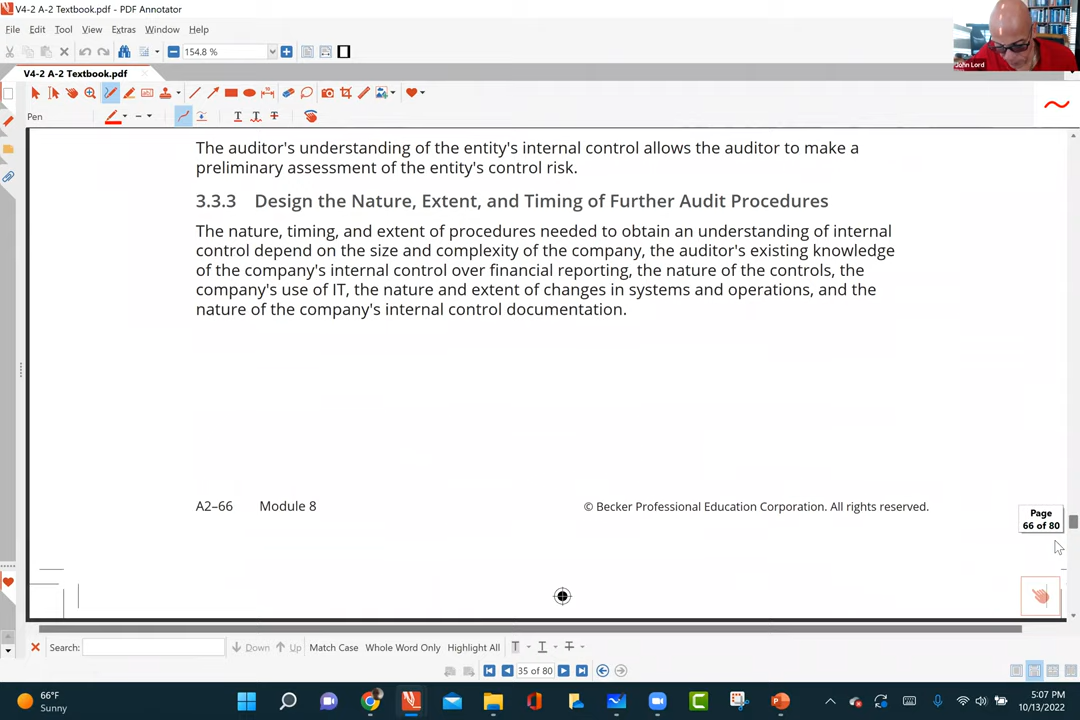 V4-2 A-2 Textbook.pdf - PDF Annotator
File Edit Tool View Extras Window Help
154.8 %
V4-2 A-2 Textbook.pdf
John Lord
Pen
The auditor's understanding of the entity's internal control allows the auditor to make a
preliminary assessment of the entity's control risk.
3.3.3 Design the Nature, Extent, and Timing of Further Audit Procedures
The nature, timing, and extent of procedures needed to obtain an understanding of internal
control depend on the size and complexity of the company, the auditor's existing knowledge
of the company's internal control over financial reporting, the nature of the controls, the
company's use of IT, the nature and extent of changes in systems and operations, and the
nature of the company's internal control documentation.
A2–66 Module 8 © Becker Professional Education Corporation. All rights reserved.
Page
66 of 80
Search: Down Up Match Case Whole Word Only Highlight All
35 of 80
66°F
Sunny
5:07 PM
10/13/2022